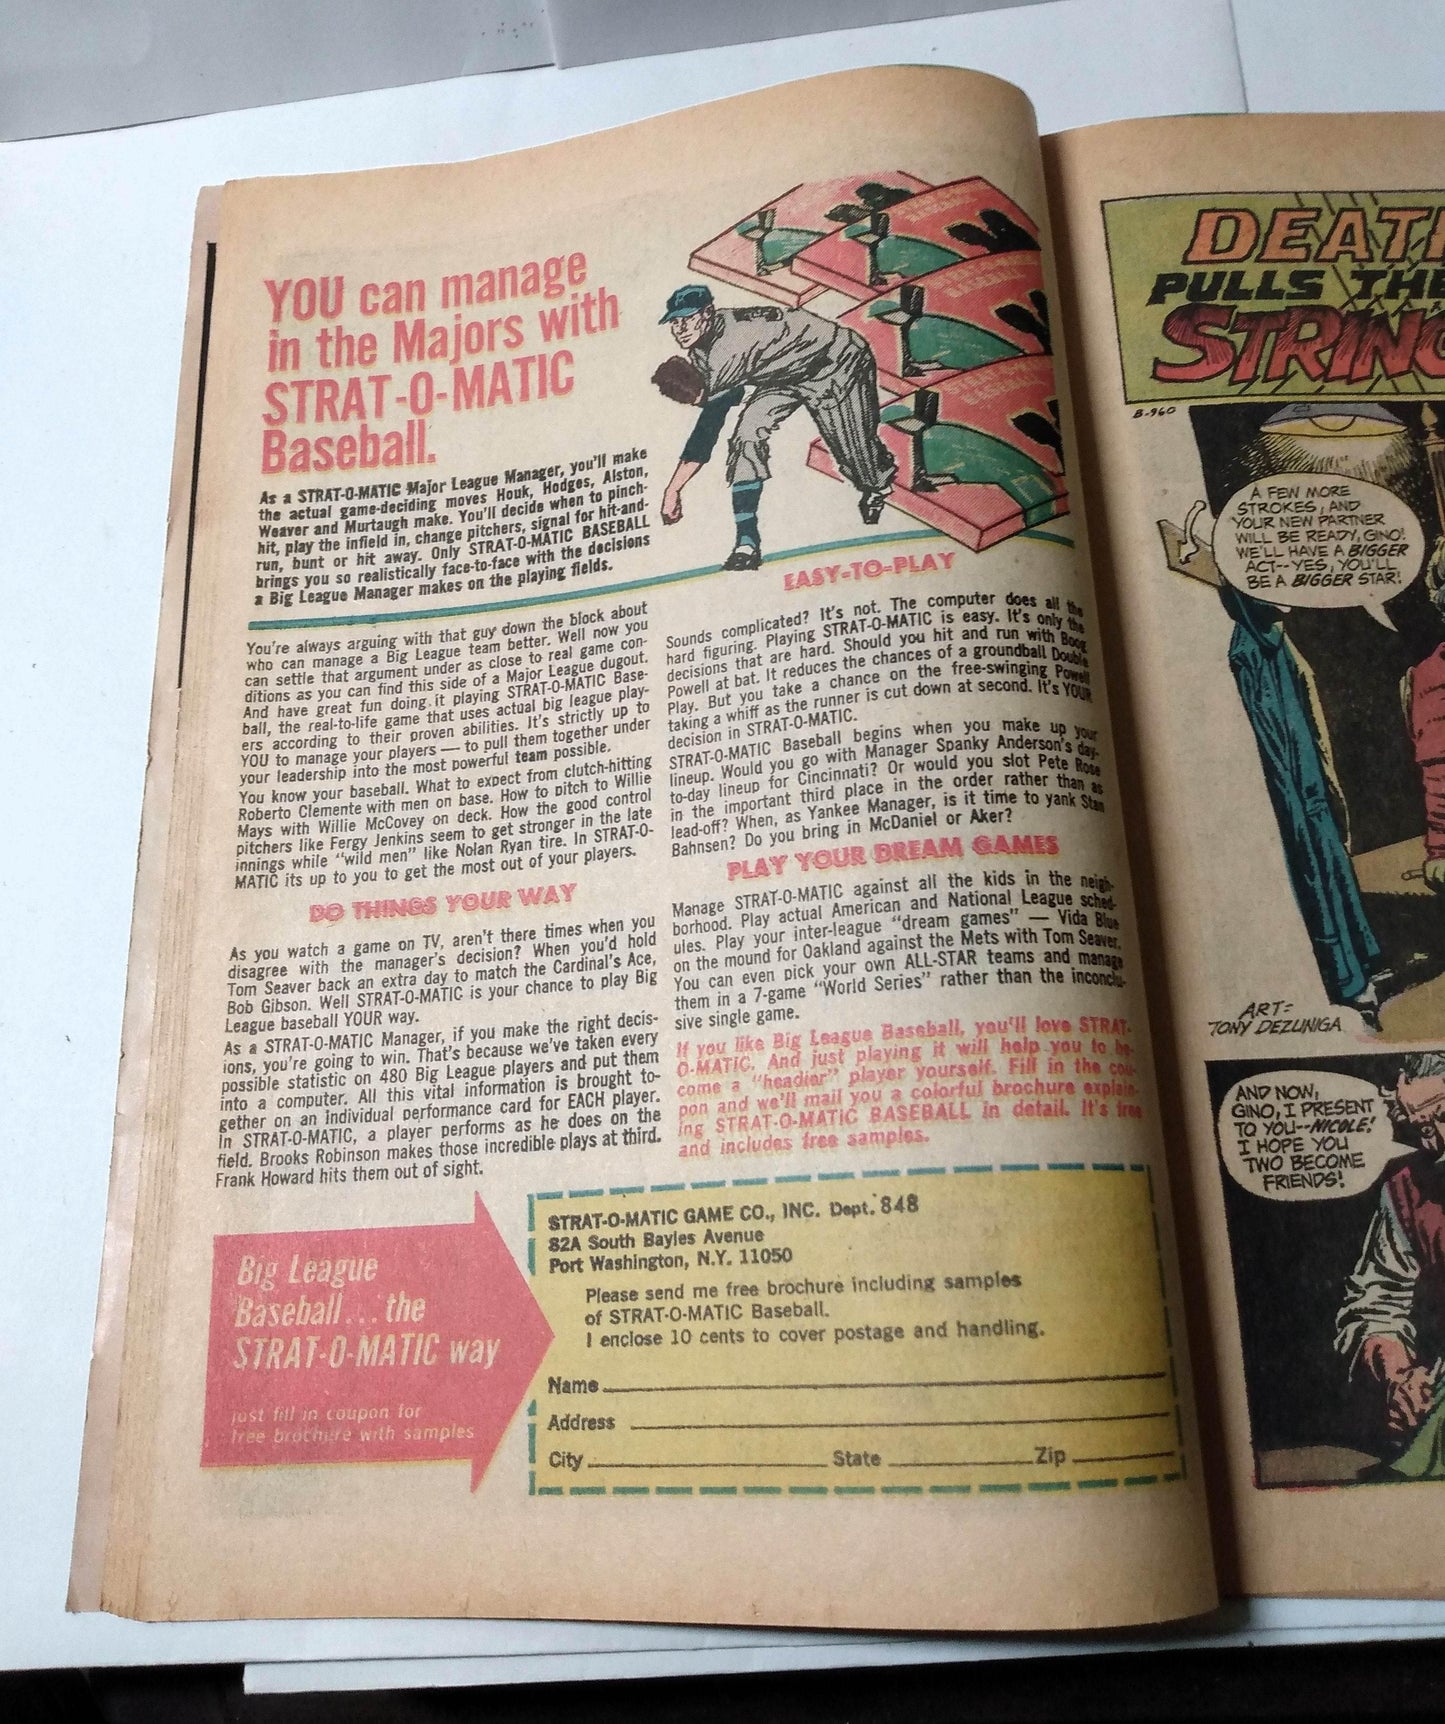 YOU can manage
in the Majors with
STRAT-O-MATIC
Baseball.
As a STRAT-O-MATIC Major League Manager, you'll make
the actual game-deciding moves Houk, Hodges, Alston,
Weaver and Murtaugh make. You'll decide when to pinch-
hit, play the infield in, change pitchers, signal for hit-and-
run, bunt or hit away. Only STRAT-O-MATIC BASEBALL
brings you so realistically face-to-face with the decisions
a Big League Manager makes on the playing fields.
You're always arguing with that guy down the block about
who can manage a Big League team better. Well now you
can settle that argument under as close to real game con-
ditions as you can find this side of a Major League dugout.
And have great fun doing it playing STRAT-O-MATIC Base-
ball, the real-to-life game that uses actual big league play-
ers according to their proven abilities. It's strictly up to
YOU to manage your players — to pull them together under
your leadership into the most powerful team possible.
You know your baseball. What to expect from clutch-hitting
Roberto Clemente with men on base. How to pitch to Willie
Mays with Willie McCovey on deck. How the good control
pitchers like Fergy Jenkins seem to get stronger in the late
innings while "wild men" like Nolan Ryan tire. In STRAT-O-
MATIC its up to you to get the most out of your players.
DO THINGS YOUR WAY
As you watch a game on TV, aren't there times when you
disagree with the manager's decision? When you'd hold
Tom Seaver back an extra day to match the Cardinal's Ace,
Bob Gibson. Well STRAT-O-MATIC is your chance to play Big
League baseball YOUR way.
As a STRAT-O-MATIC Manager, if you make the right decis-
ions, you're going to win. That's because we've taken every
possible statistic on 480 Big League players and put them
into a computer. All this vital information is brought to-
gether on an individual performance card for EACH player.
In STRAT-O-MATIC, a player performs as he does on the
field. Brooks Robinson makes those incredible plays at third.
Frank Howard hits them out of sight.
EASY-TO-PLAY
Sounds complicated? It's not. The computer does all the
hard figuring. Playing STRAT-O-MATIC is easy. It's only the
decisions that are hard. Should you hit and run with Boog
Powell at bat. It reduces the chances of a groundball Double
Play. But you take a chance on the free-swinging Powell
taking a whiff as the runner is cut down at second. It's YOUR
decision in STRAT-O-MATIC.
STRAT-O-MATIC Baseball begins when you make up your
lineup. Would you go with Manager Spanky Anderson's day-
to-day lineup for Cincinnati? Or would you slot Pete Rose
in the important third place in the order rather than as
lead-off? When, as Yankee Manager, is it time to yank Stan
Bahnsen? Do you bring in McDaniel or Aker?
PLAY YOUR DREAM GAMES
Manage STRAT-O-MATIC against all the kids in the neigh-
borhood. Play actual American and National League sched-
ules. Play your inter-league "dream games" — Vida Blue
on the mound for Oakland against the Mets with Tom Seaver.
You can even pick your own ALL-STAR teams and manage
them in a 7-game "World Series" rather than the inconclu-
sive single game.
If you like Big League Baseball, you'll love STRAT-
O-MATIC. And just playing it will help you to be-
come a "headier" player yourself. Fill in the cou-
pon and we'll mail you a colorful brochure explain-
ing STRAT-O-MATIC BASEBALL in detail. It's free
and includes free samples.
Big League
Baseball...the
STRAT-O-MATIC way
just fill in coupon for
free brochure with samples
STRAT-O-MATIC GAME CO., INC. Dept. 848
82A South Bayles Avenue
Port Washington, N.Y. 11050
Please send me free brochure including samples
of STRAT-O-MATIC Baseball.
I enclose 10 cents to cover postage and handling.
Name
Address
City State Zip
DEAT
PULLS THE
STRING
B-960
A FEW MORE
STROKES, AND
YOUR NEW PARTNER
WILL BE READY, GINO!
WE'LL HAVE A BIGGER
ACT--YES, YOU'LL
BE A BIGGER STAR!
ART=
TONY DEZUNIGA
AND NOW,
GINO, I PRESENT
TO YOU--NICOLE!
I HOPE YOU
TWO BECOME
FRIENDS!